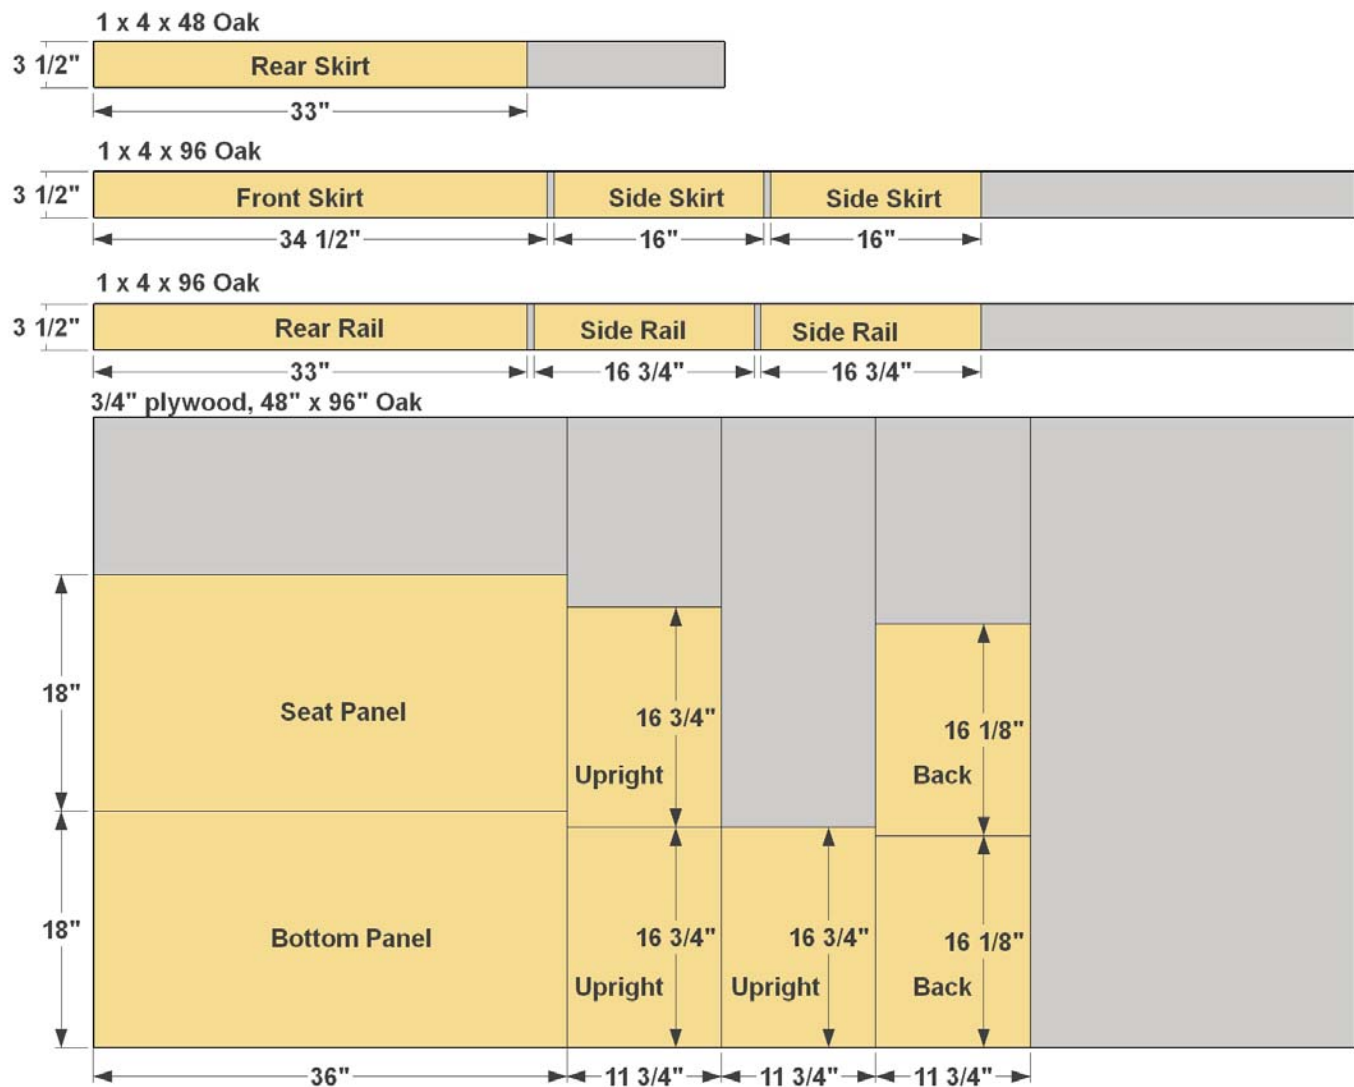 1 x 4 x 48 Oak
3 1/2"
Rear Skirt
33"
1 x 4 x 96 Oak
3 1/2"
Front Skirt
Side Skirt
Side Skirt
34 1/2"
16"
16"
1 x 4 x 96 Oak
3 1/2"
Rear Rail
Side Rail
Side Rail
33"
16 3/4"
16 3/4"
3/4" plywood, 48" x 96" Oak
18"
Seat Panel
16 3/4"
Upright
16 1/8"
Back
18"
Bottom Panel
16 3/4"
Upright
16 3/4"
Upright
16 1/8"
Back
36"
11 3/4"
11 3/4"
11 3/4"